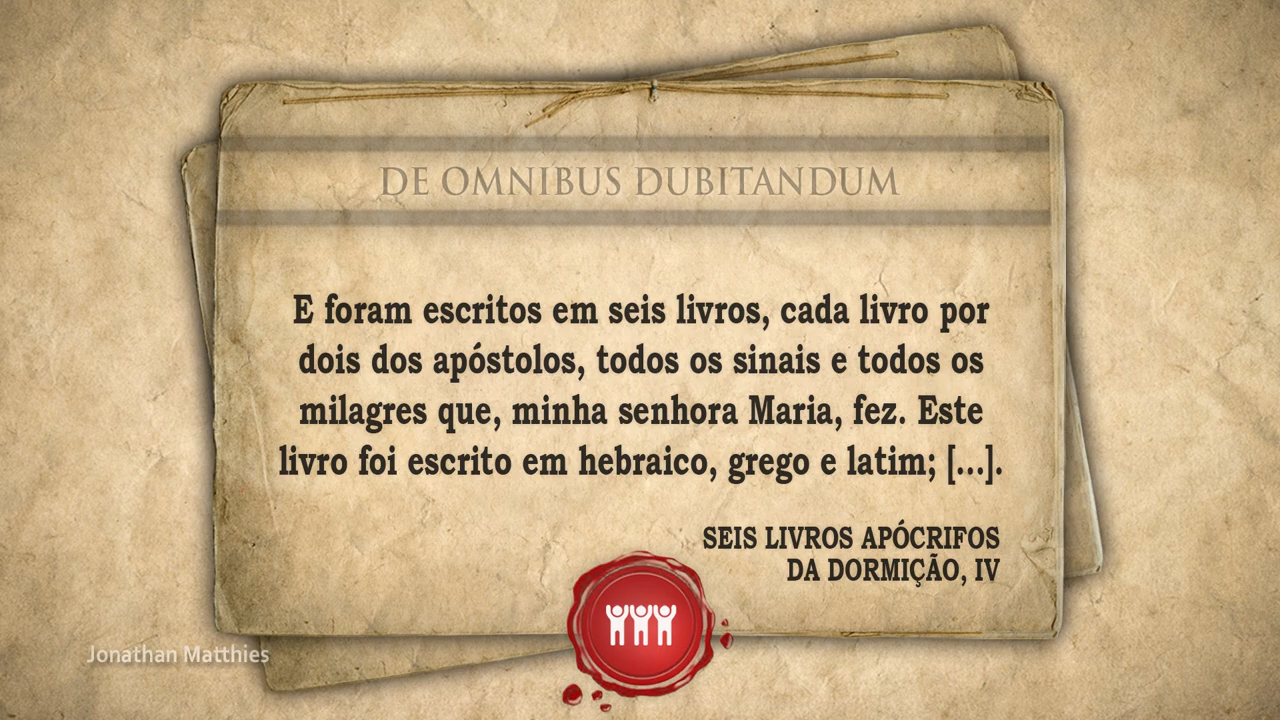 DE OMNIBUS DUBITANDUM
E foram escritos em seis livros, cada livro por
dois dos apóstolos, todos os sinais e todos os
milagres que, minha senhora Maria, fez. Este
livro foi escrito em hebraico, grego e latim; [...].
SEIS LIVROS APÓCRIFOS
DA DORMIÇÃO, IV
Jonathan Matthies